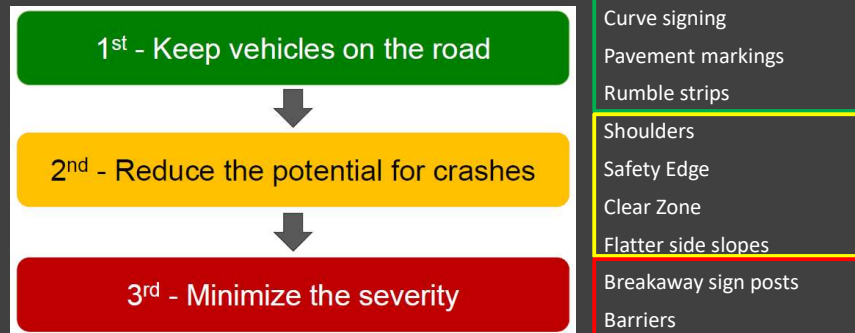 1st - Keep vehicles on the road
2nd - Reduce the potential for crashes
3rd - Minimize the severity
Curve signing
Pavement markings
Rumble strips
Shoulders
Safety Edge
Clear Zone
Flatter side slopes
Breakaway sign posts
Barriers